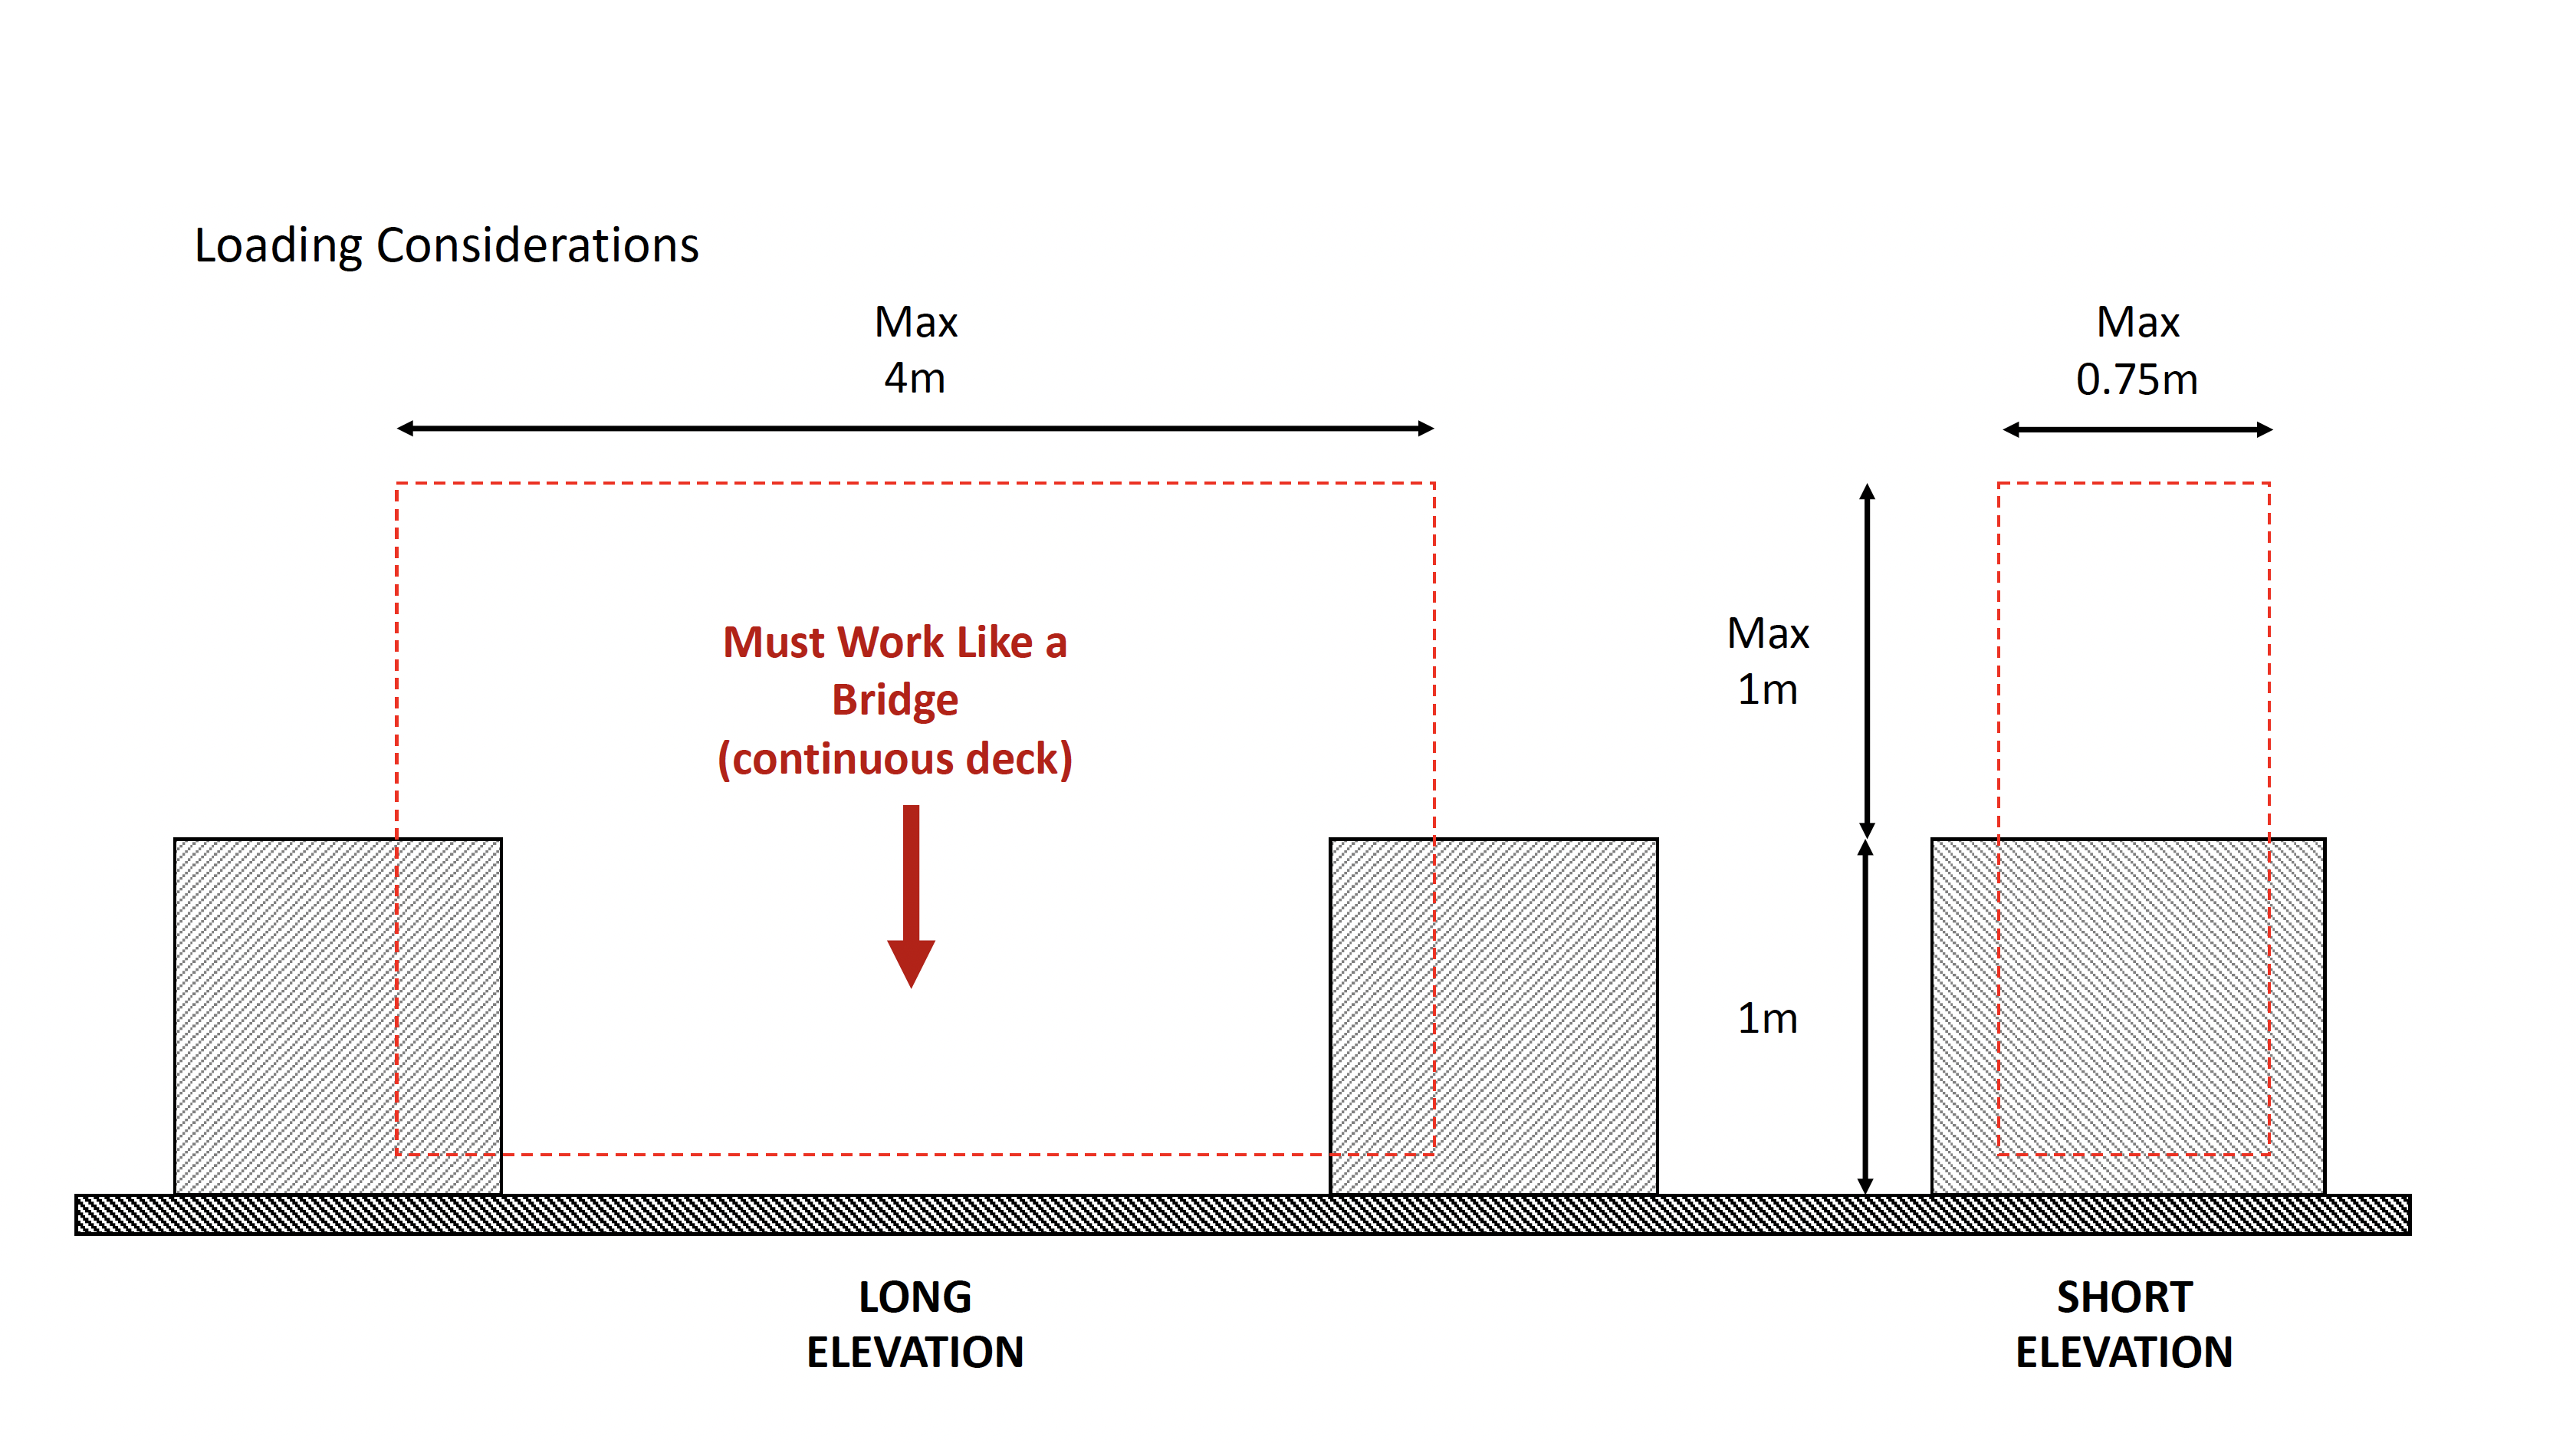 Loading Considerations
Max
4m
Max
0.75m
Must Work Like a
Bridge
(continuous deck)
Max
1m
1m
LONG
ELEVATION
SHORT
ELEVATION